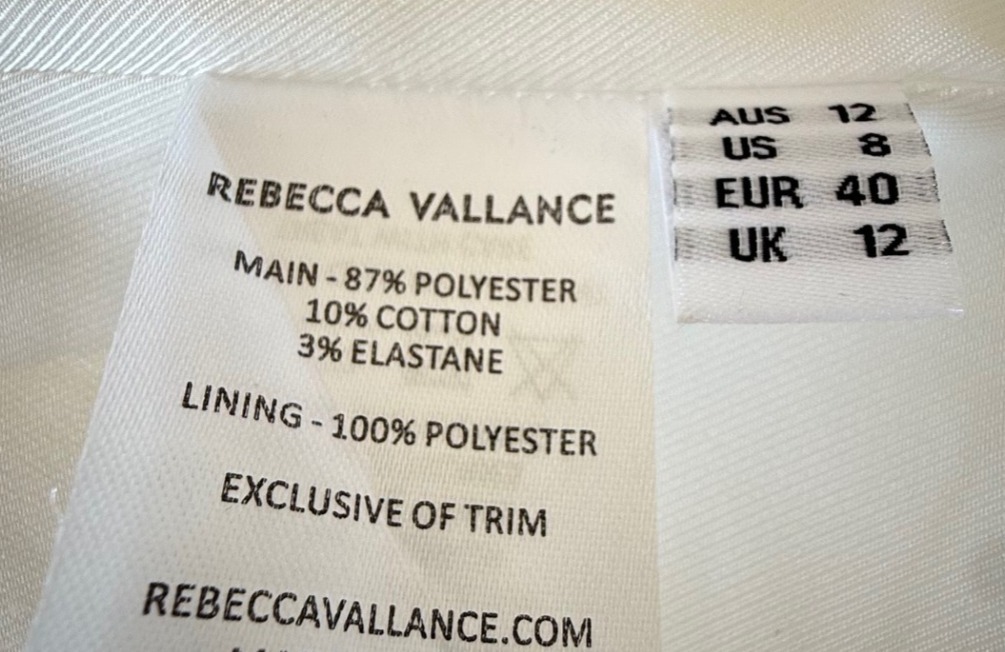 REBECCA VALLANCE
MAIN - 87% POLYESTER
10% COTTON
3% ELASTANE
LINING - 100% POLYESTER
EXCLUSIVE OF TRIM
REBECCAVALLANCE.COM
AUS 12
US 8
EUR 40
UK 12